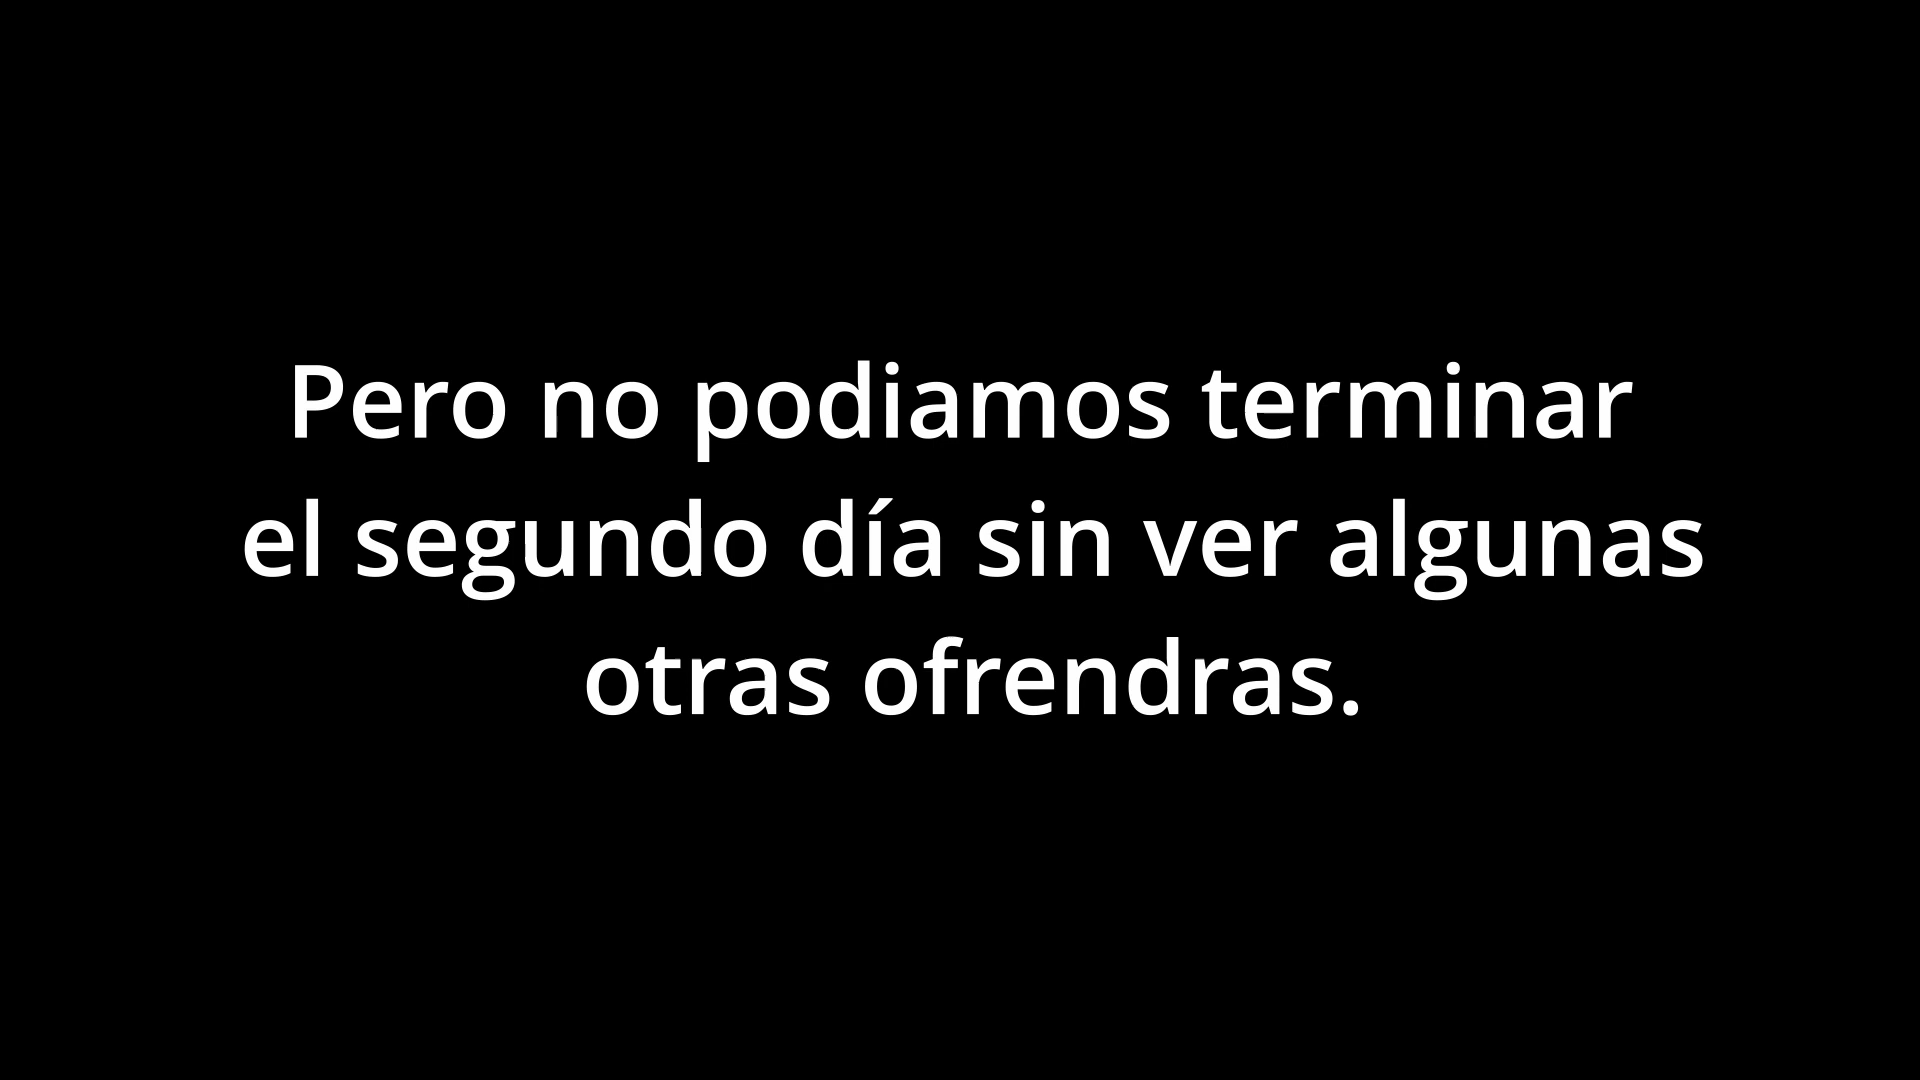 Pero no podiamos terminar
el segundo día sin ver algunas
otras ofrendras.